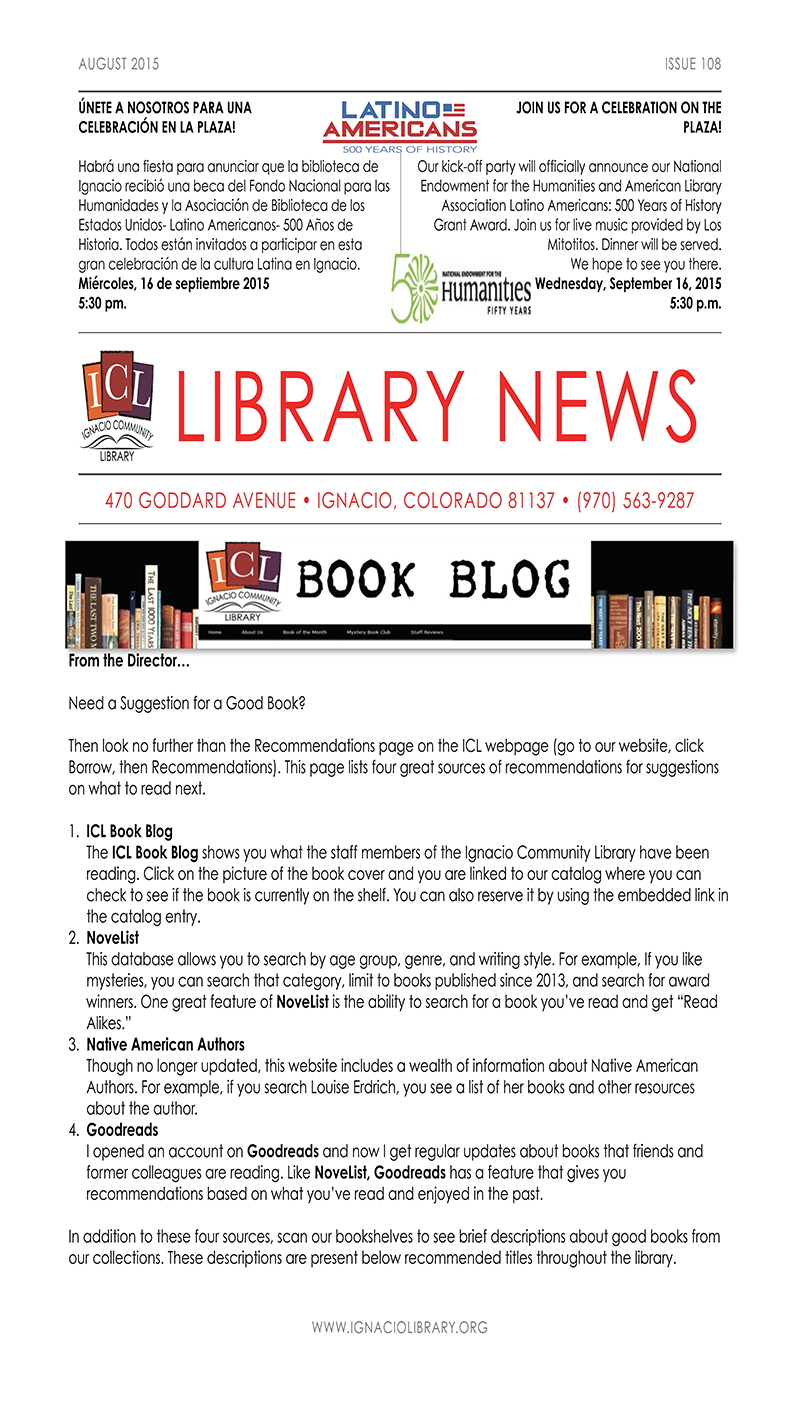 AUGUST 2015
ISSUE 108
ÚNETE A NOSOTROS PARA UNA
CELEBRACIÓN EN LA PLAZA!
Habrá una fiesta para anunciar que la biblioteca de
Ignacio recibió una beca del Fondo Nacional para las
Humanidades y la Asociación de Biblioteca de los
Estados Unidos- Latino Americanos- 500 Años de
Historia. Todos están invitados a participar en esta
gran celebración de la cultura Latina en Ignacio.
Miércoles, 16 de septiembre 2015
5:30 pm.
LATINO
AMERICANS
500 YEARS OF HISTORY
JOIN US FOR A CELEBRATION ON THE
PLAZA!
Our kick-off party will officially announce our National
Endowment for the Humanities and American Library
Association Latino Americans: 500 Years of History
Grant Award. Join us for live music provided by Los
Mitotitos. Dinner will be served.
We hope to see you there.
Wednesday, September 16, 2015
5:30 p.m.
50
NATIONAL ENDOWMENT FOR THE
Humanities
FIFTY YEARS
ICL
IGNACIO COMMUNITY
LIBRARY
LIBRARY NEWS
470 GODDARD AVENUE • IGNACIO, COLORADO 81137 • (970) 563-9287
THE LAST TWO
THE LAST 1000 YEARS
ICL
IGNACIO COMMUNITY
LIBRARY
BOOK BLOG
Home About Us Book of the Month Mystery Book Club Staff Reviews
From the Director…
Need a Suggestion for a Good Book?
Then look no further than the Recommendations page on the ICL webpage (go to our website, click
Borrow, then Recommendations). This page lists four great sources of recommendations for suggestions
on what to read next.
1. ICL Book Blog
The ICL Book Blog shows you what the staff members of the Ignacio Community Library have been
reading. Click on the picture of the book cover and you are linked to our catalog where you can
check to see if the book is currently on the shelf. You can also reserve it by using the embedded link in
the catalog entry.
2. NoveList
This database allows you to search by age group, genre, and writing style. For example, If you like
mysteries, you can search that category, limit to books published since 2013, and search for award
winners. One great feature of NoveList is the ability to search for a book you’ve read and get “Read
Alikes.”
3. Native American Authors
Though no longer updated, this website includes a wealth of information about Native American
Authors. For example, if you search Louise Erdrich, you see a list of her books and other resources
about the author.
4. Goodreads
I opened an account on Goodreads and now I get regular updates about books that friends and
former colleagues are reading. Like NoveList, Goodreads has a feature that gives you
recommendations based on what you’ve read and enjoyed in the past.
In addition to these four sources, scan our bookshelves to see brief descriptions about good books from
our collections. These descriptions are present below recommended titles throughout the library.
WWW.IGNACIOLIBRARY.ORG